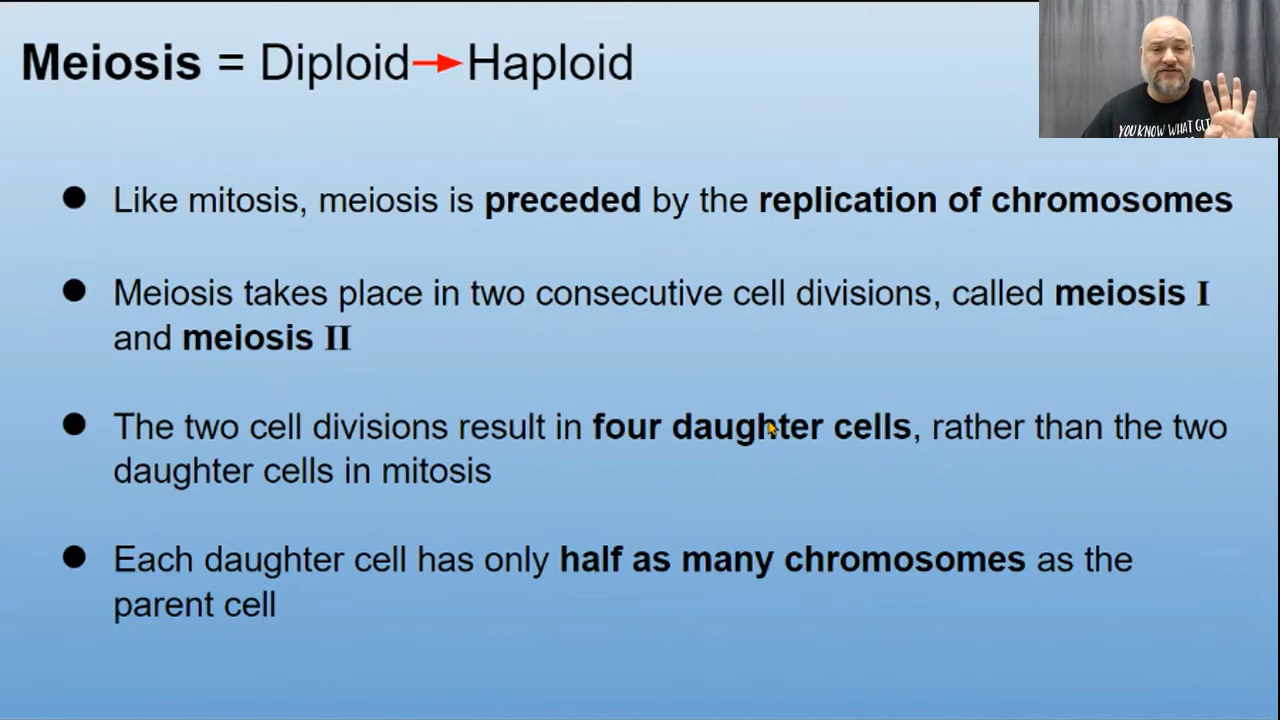 Meiosis = Diploid→Haploid
YOU KNOW WHAT
● Like mitosis, meiosis is preceded by the replication of chromosomes
● Meiosis takes place in two consecutive cell divisions, called meiosis I
and meiosis II
● The two cell divisions result in four daughter cells, rather than the two
daughter cells in mitosis
● Each daughter cell has only half as many chromosomes as the
parent cell